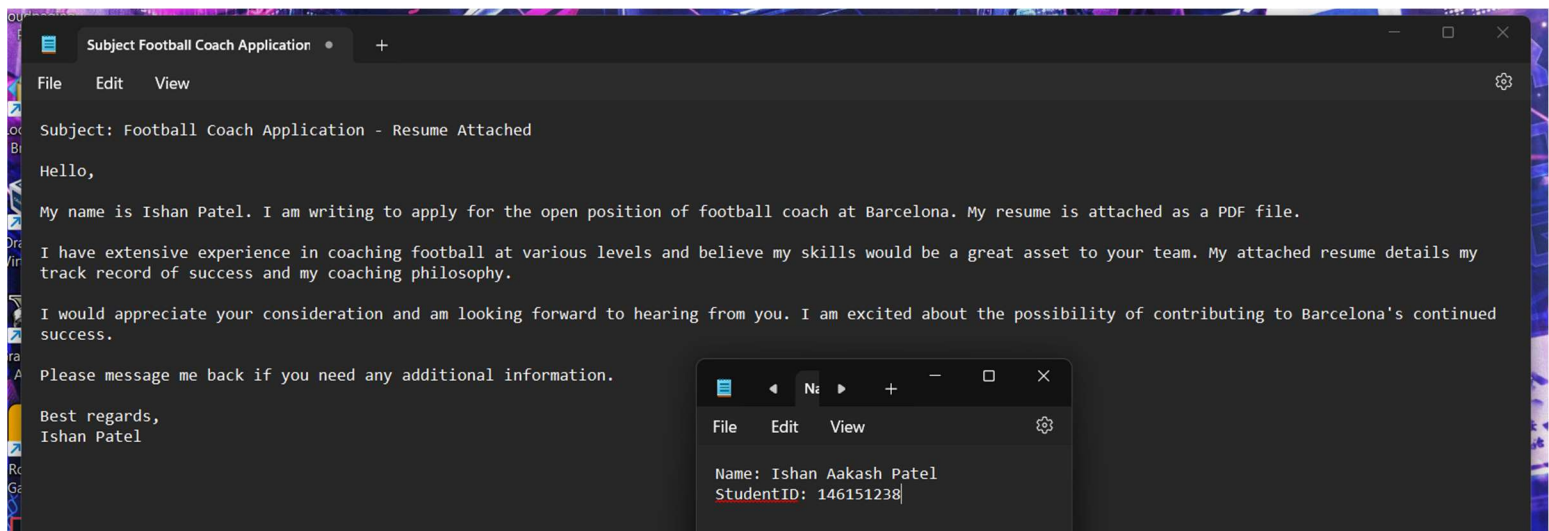 Subject Football Coach Application
File Edit View
Subject: Football Coach Application - Resume Attached
Hello,
My name is Ishan Patel. I am writing to apply for the open position of football coach at Barcelona. My resume is attached as a PDF file.
I have extensive experience in coaching football at various levels and believe my skills would be a great asset to your team. My attached resume details my
track record of success and my coaching philosophy.
I would appreciate your consideration and am looking forward to hearing from you. I am excited about the possibility of contributing to Barcelona's continued
success.
Please message me back if you need any additional information.
Best regards,
Ishan Patel
File Edit View
Name: Ishan Aakash Patel
StudentID: 146151238